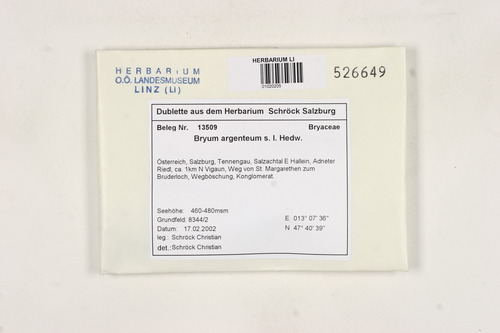 HERBARIUM
O.Ö. LANDESMUSEUM
LINZ (LI)
HERBARIUM LI
01020205
526649
Dublette aus dem Herbarium Schröck Salzburg
Beleg Nr. 13509 Bryaceae
Bryum argenteum s. l. Hedw.
Österreich, Salzburg, Tennengau, Salzachtal E Hallein, Adneter
Riedl, ca. 1km N Vigaun, Weg von St. Margarethen zum
Bruderloch, Wegböschung, Konglomerat.
Seehöhe: 460-480msm E 013° 07' 36"
Grundfeld: 8344/2
Datum: 17.02.2002 N 47° 40' 39"
leg.: Schröck Christian
det.: Schröck Christian